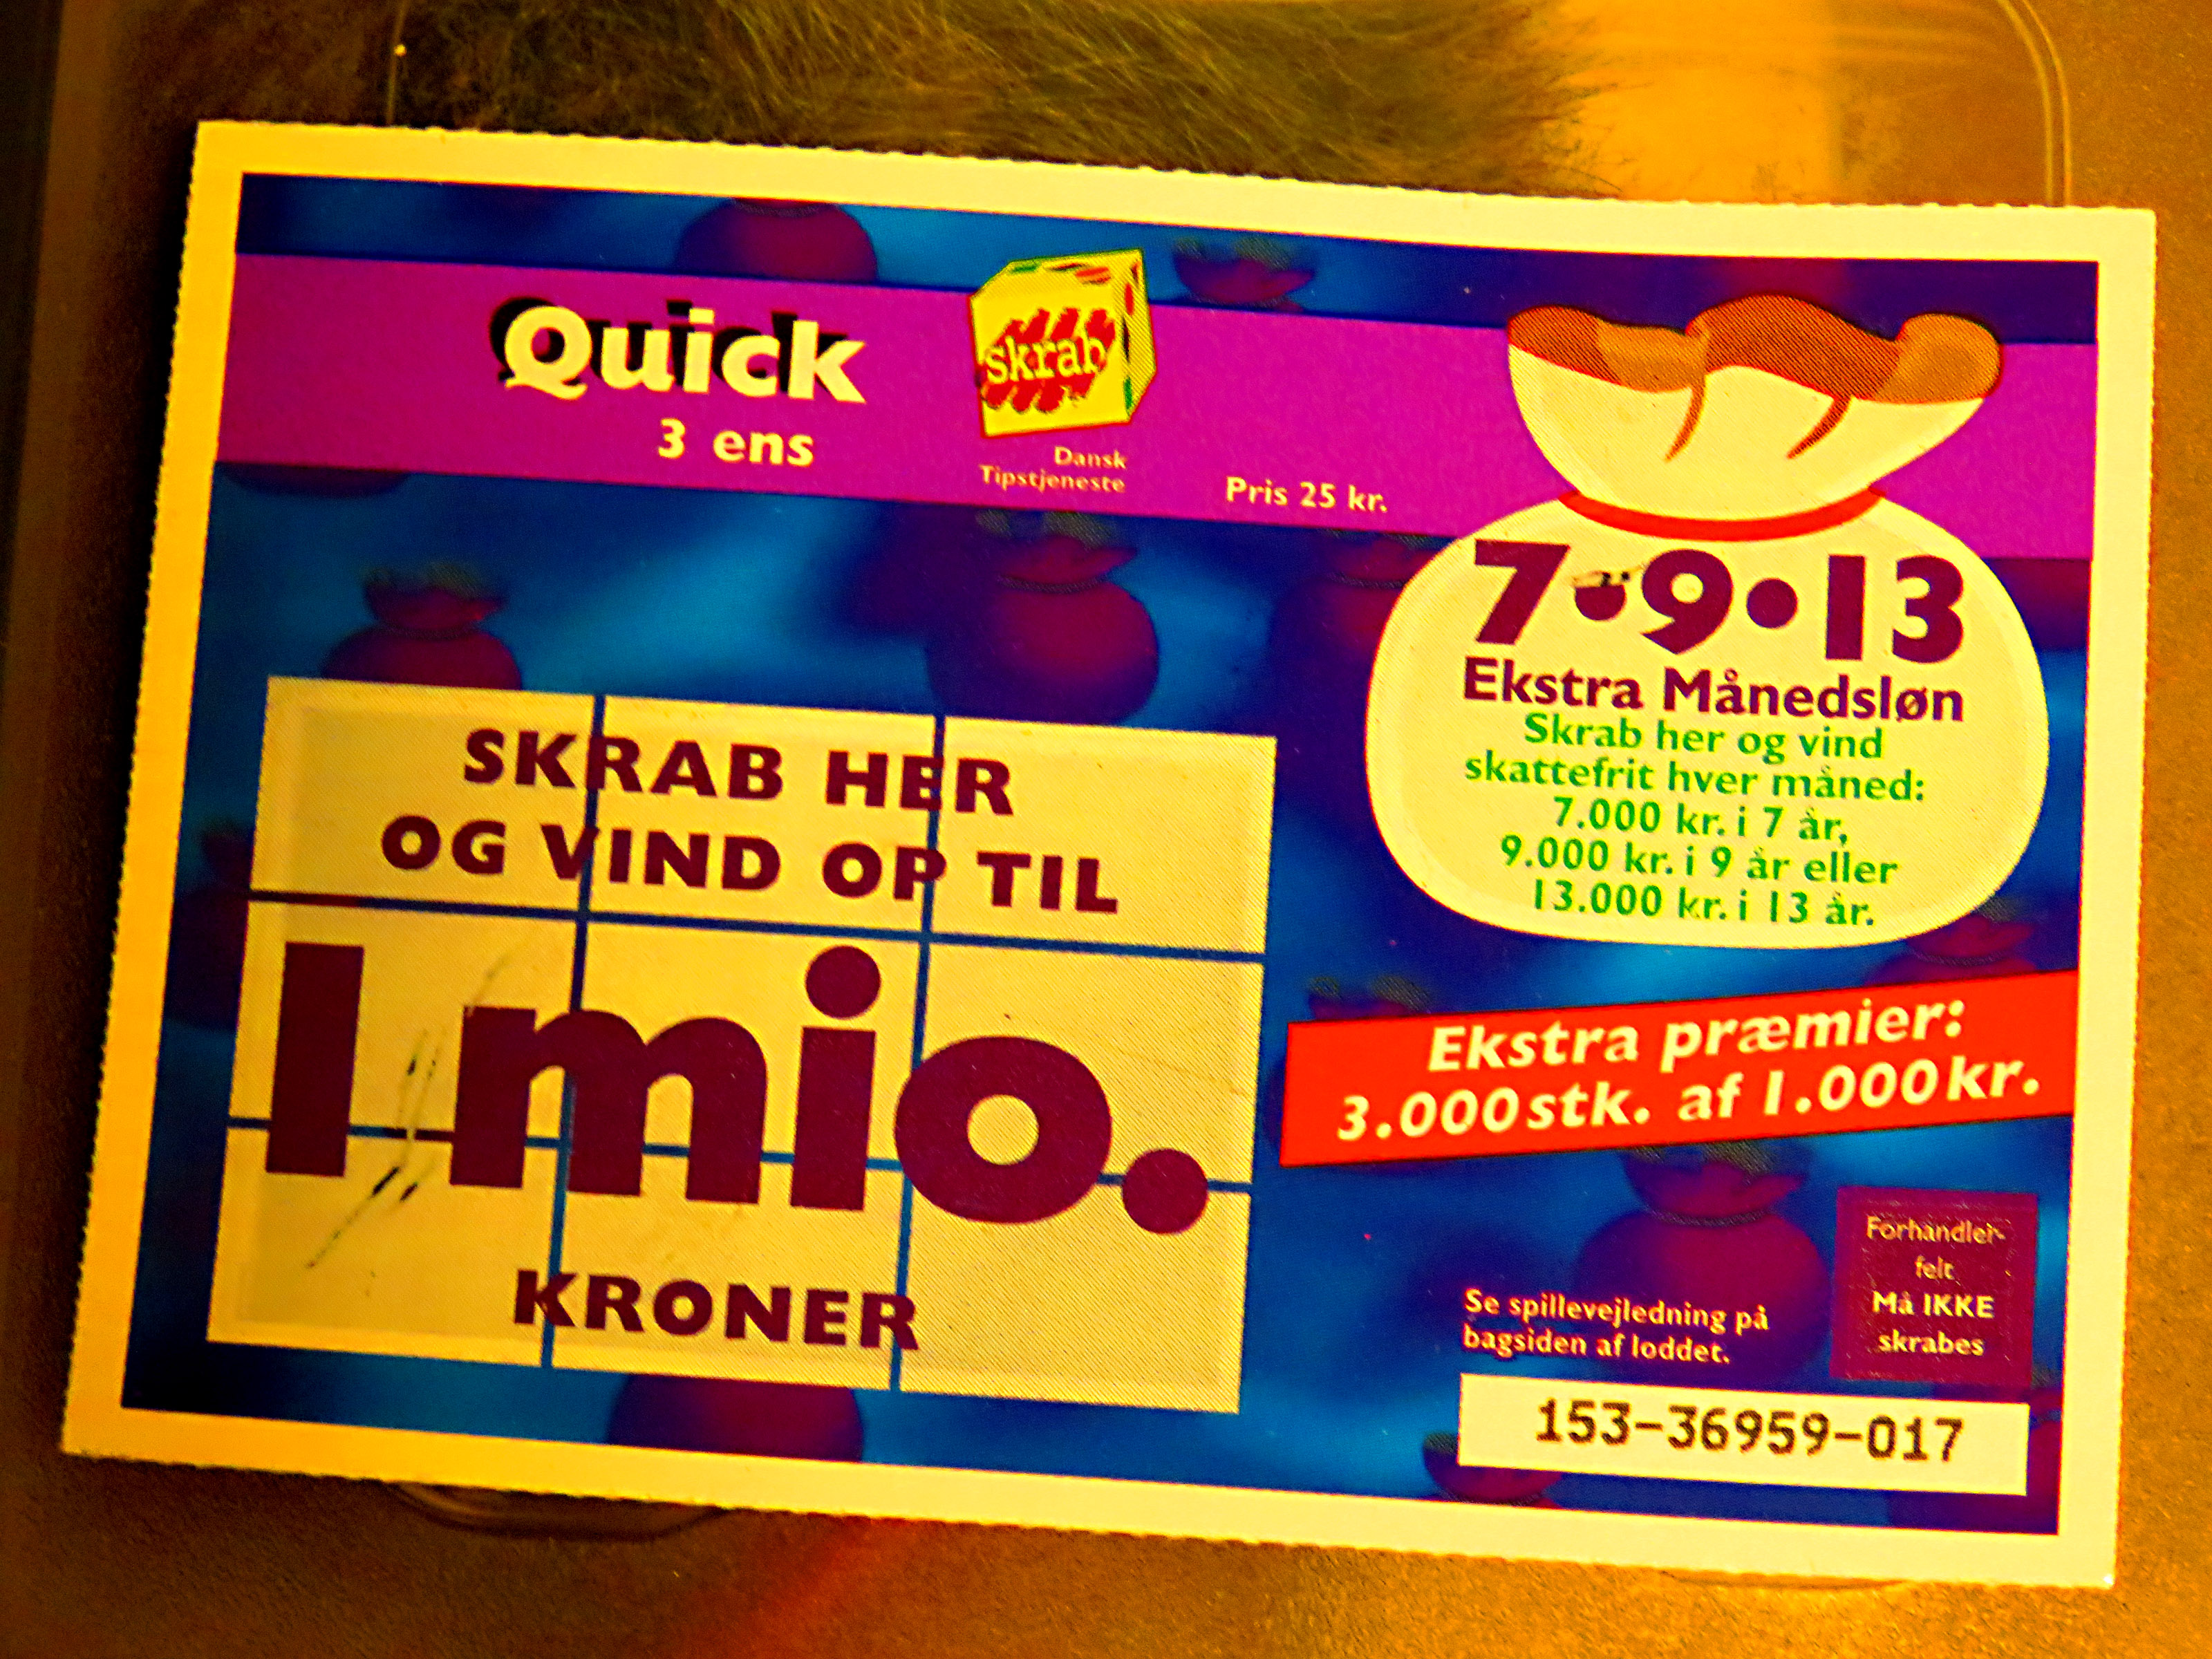 Quick
3 ens
skrab
Dansk
Tipstjeneste
Pris 25 kr.
7•9•13
Ekstra Månedsløn
Skrab her og vind
skattefrit hver måned:
7.000 kr. i 7 år,
9.000 kr. i 9 år eller
13.000 kr. i 13 år.
SKRAB HER
OG VIND OP TIL
1 mio.
KRONER
Ekstra præmier:
3.000 stk. af 1.000 kr.
Se spillevejledning på
bagsiden af loddet.
Forhandler-
felt
Må IKKE
skrabes
153-36959-017